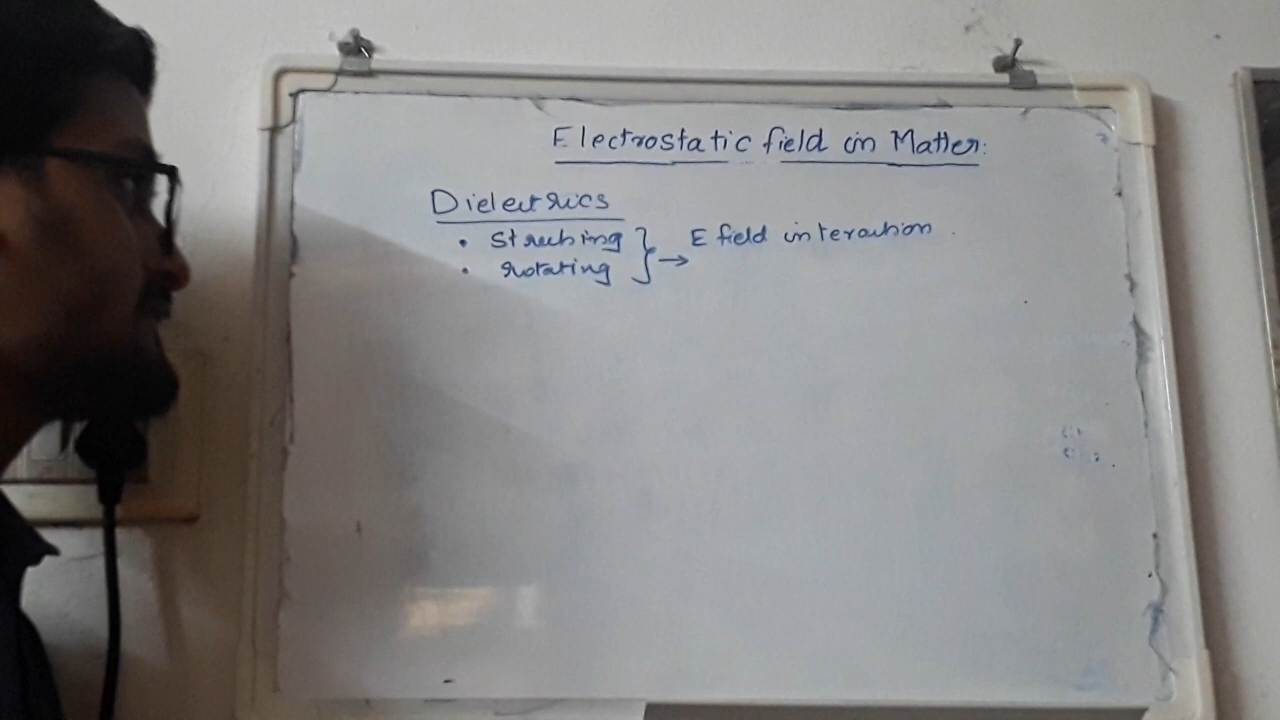 Electrostatic field in Matter:
Dielectrics
• streching } → E field interaction.
• rotating